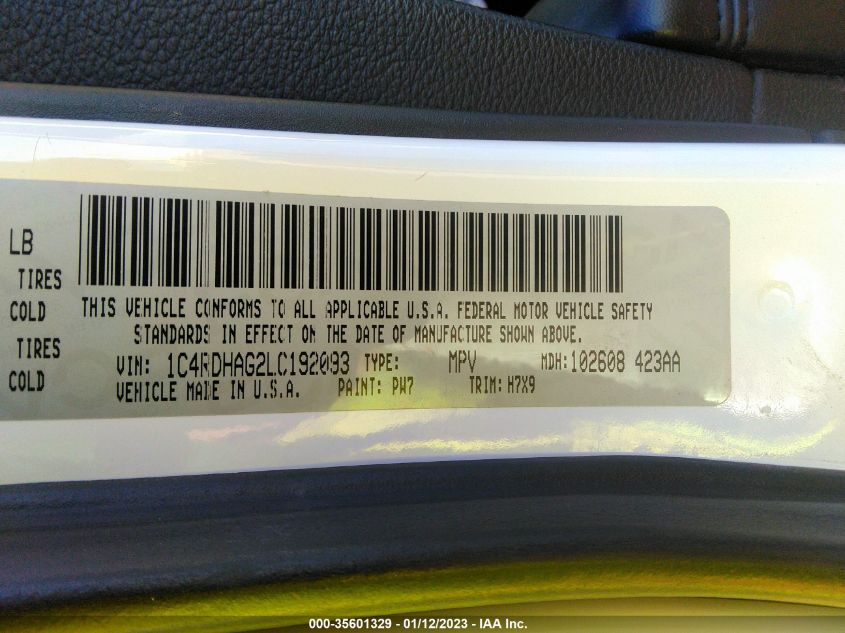 LB
TIRES
COLD
TIRES
COLD
THIS VEHICLE CONFORMS TO ALL APPLICABLE U.S.A. FEDERAL MOTOR VEHICLE SAFETY
STANDARDS IN EFFECT ON THE DATE OF MANUFACTURE SHOWN ABOVE.
VIN: 1C4RDHAG2LC192093 TYPE: MPV MDH:102608 423AA
VEHICLE MADE IN U.S.A. PAINT: PW7 TRIM: H7X9
000-35601329 - 01/12/2023 - IAA Inc.